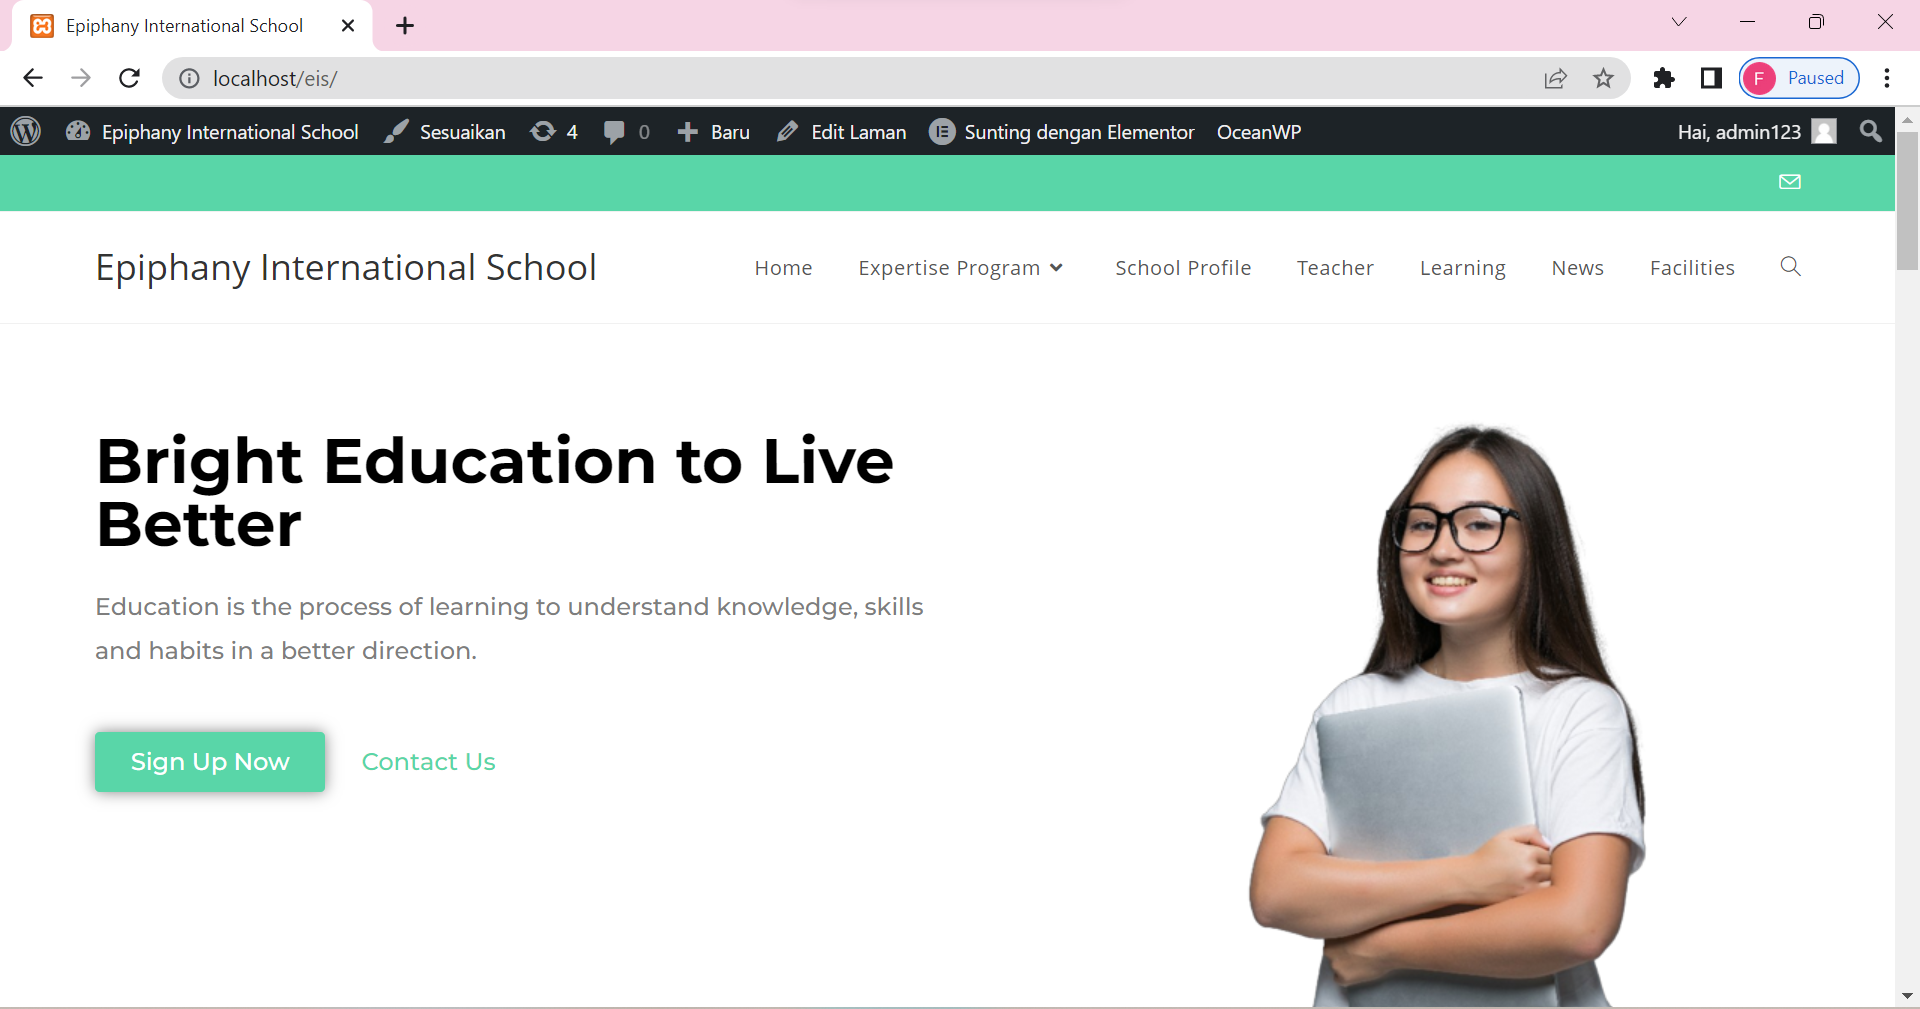 Epiphany International School
localhost/eis/
F Paused
Epiphany International School Sesuaikan 4 0 Baru Edit Laman Sunting dengan Elementor OceanWP Hai, admin123
Epiphany International School
Home Expertise Program School Profile Teacher Learning News Facilities
Bright Education to Live
Better
Education is the process of learning to understand knowledge, skills
and habits in a better direction.
Sign Up Now Contact Us